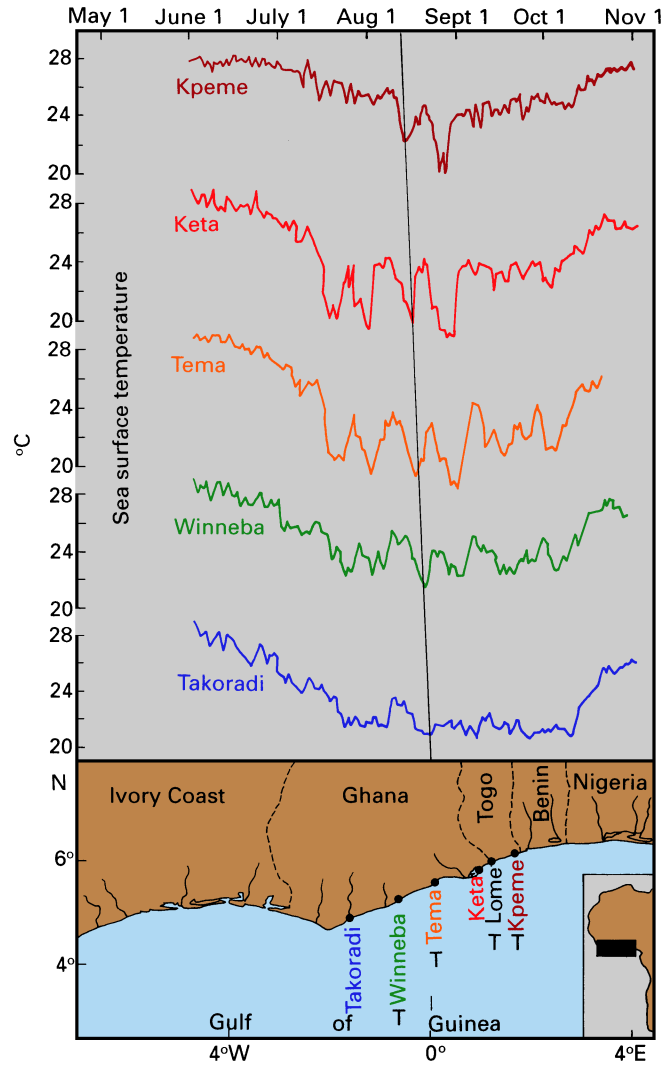 May 1 June 1 July 1 Aug 1 Sept 1 Oct 1 Nov 1
28
Kpeme
24
20
28
Keta
24
20
28
Tema
24
20
28
Winneba
24
20
28
Takoradi
24
20
°C
Sea surface temperature
N
Ivory Coast Ghana Togo Benin Nigeria
6°
4°
Takoradi
Winneba
T
Tema
T
Keta
Lome
T
Kpeme
T
Gulf of Guinea
4°W 0° 4°E